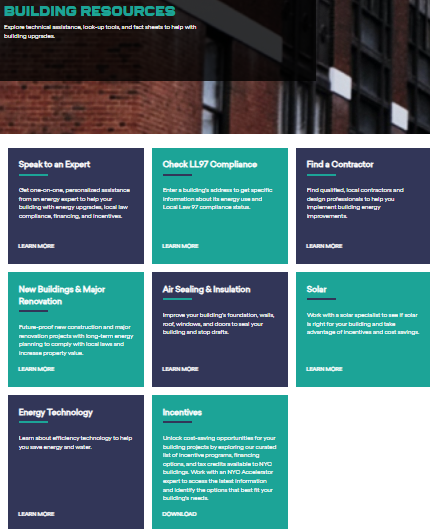 BUILDING RESOURCES
Explore technical assistance, look-up tools, and fact sheets to help with
building upgrades.
Speak to an Expert
Get one-on-one, personalized assistance
from an energy expert to help your
building with energy upgrades, local law
compliance, financing, and incentives.
LEARN MORE
Check LL97 Compliance
Enter a building's address to get specific
information about its energy use and
Local Law 97 compliance status.
LEARN MORE
Find a Contractor
Find qualified, local contractors and
design professionals to help you
implement building energy
improvements.
LEARN MORE
New Buildings & Major
Renovation
Future-proof new construction and major
renovation projects with long-term energy
planning to comply with local laws and
increase property value.
LEARN MORE
Air Sealing & Insulation
Improve your building's foundation, walls,
roof, windows, and doors to seal your
building and stop drafts.
LEARN MORE
Solar
Work with a solar specialist to see if solar
is right for your building and take
advantage of incentives and cost savings.
LEARN MORE
Energy Technology
Learn about efficiency technology to help
you save energy and water.
LEARN MORE
Incentives
Unlock cost-saving opportunities for your
building projects by exploring our curated
list of incentive programs, financing
options, and tax credits available to NYC
buildings. Work with an NYC Accelerator
expert to access the latest information
and identify the options that best fit your
building's needs.
DOWNLOAD